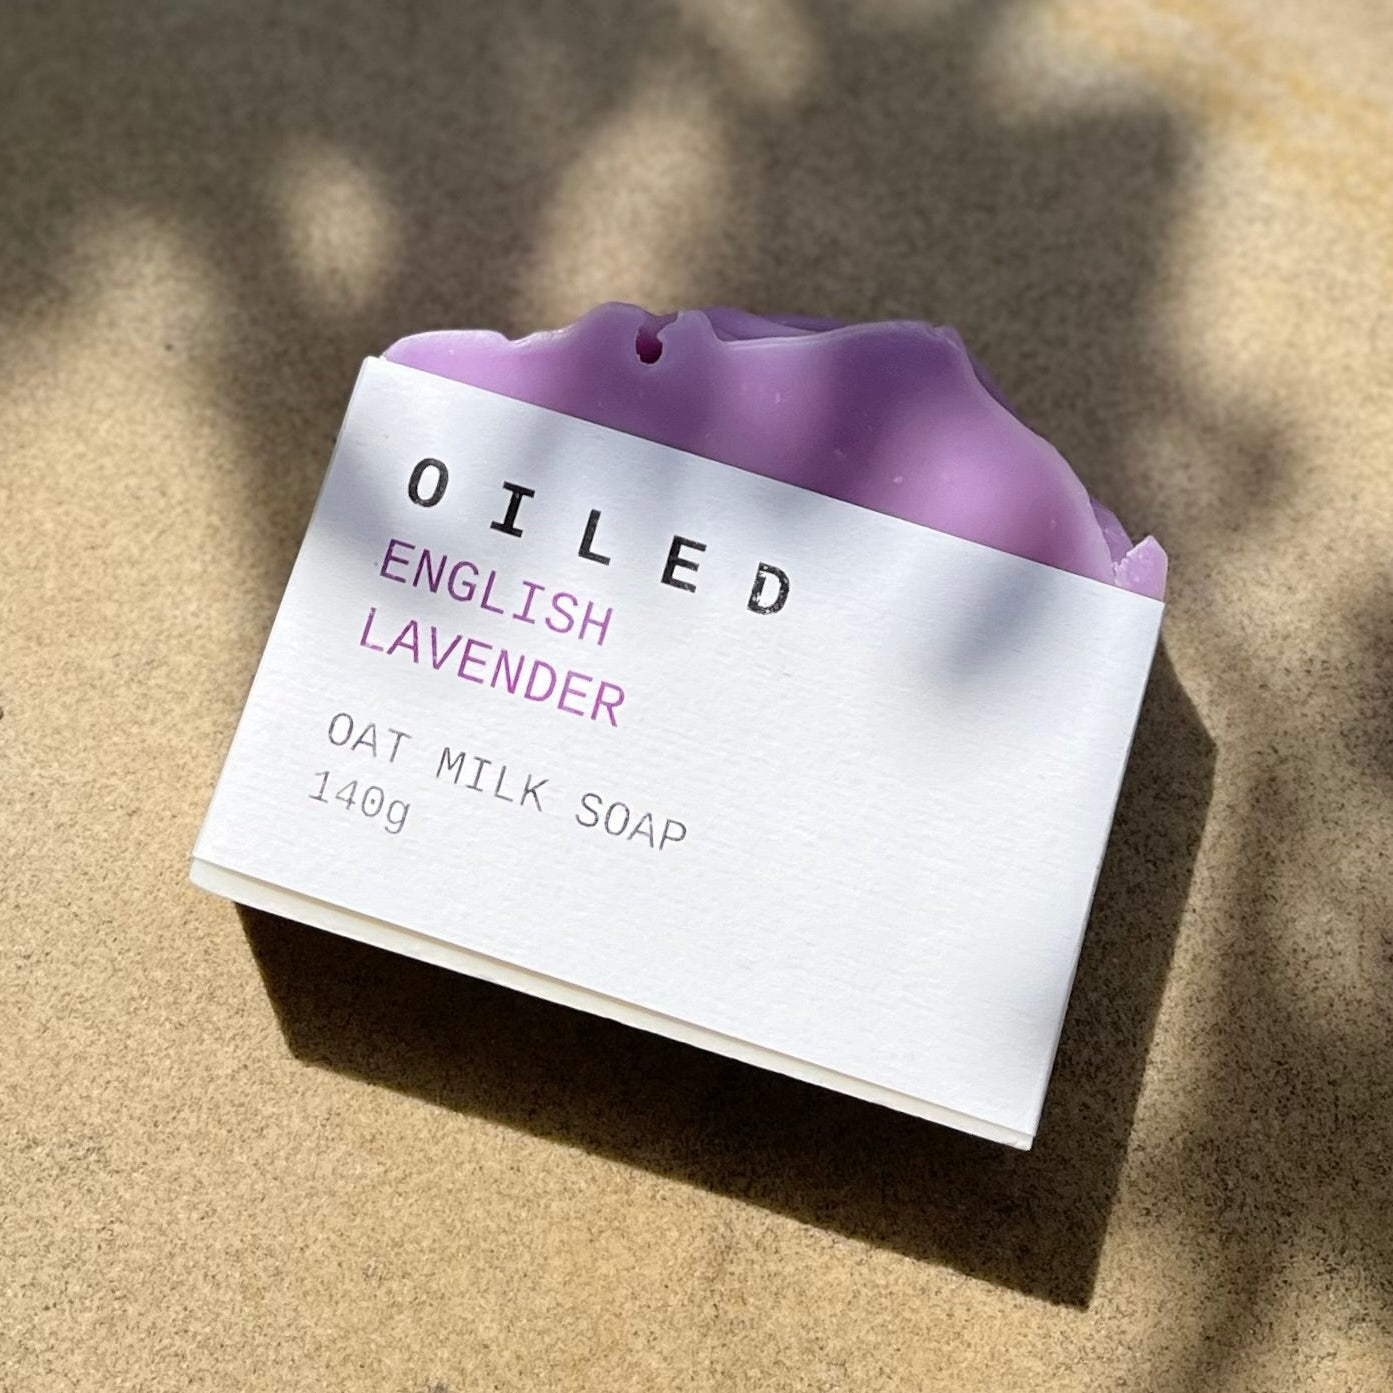 OILED
ENGLISH
LAVENDER
OAT MILK SOAP
140g